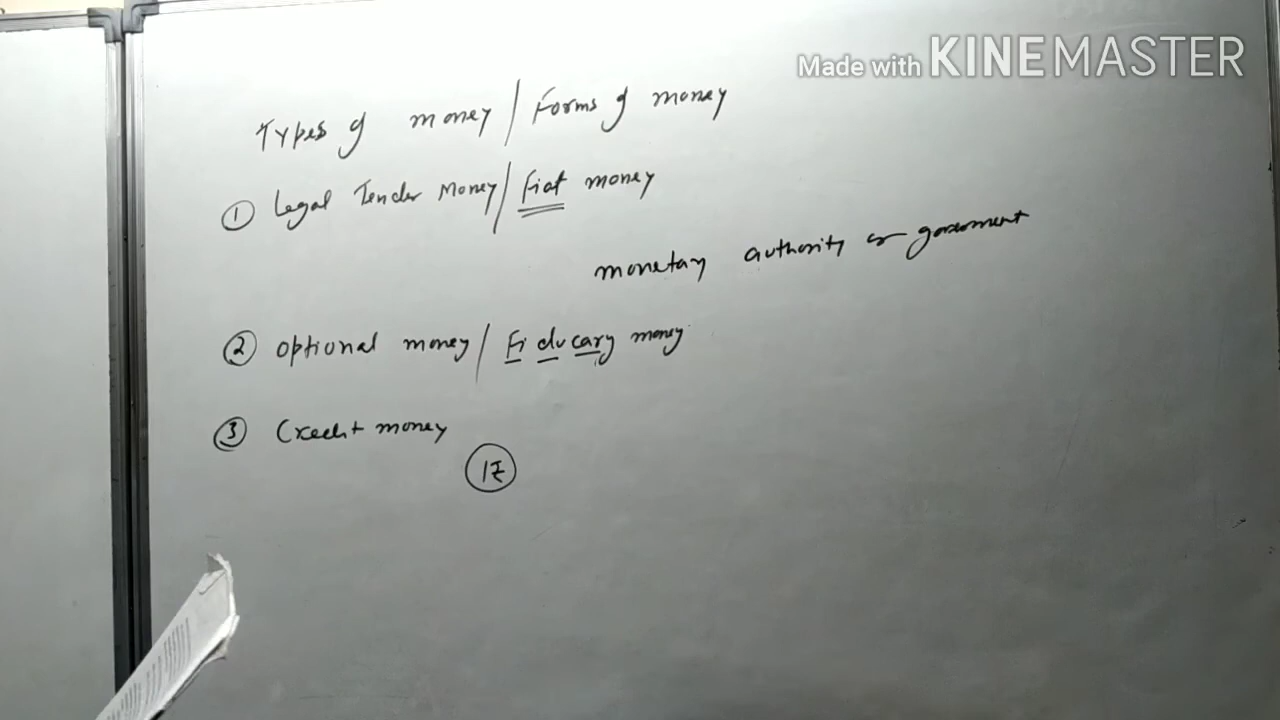 Made with KINEMASTER
Types of money / Forms of money
① Legal Tender Money / Fiat money
monetary authority or government
② optional money / Fiducary money
③ Credit money
1₹